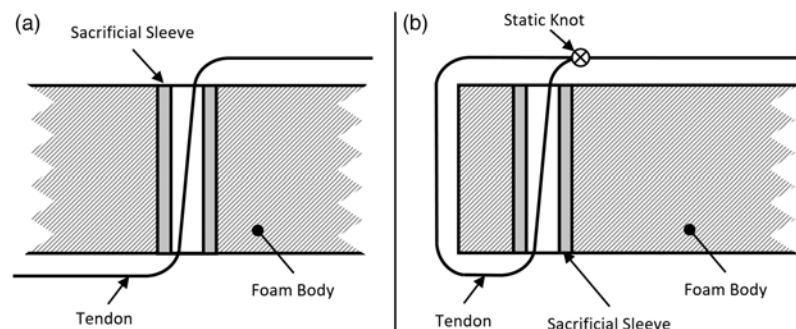 (a)
Sacrificial Sleeve
Foam Body
Tendon
(b)
Static Knot
Foam Body
Tendon
Sacrificial Sleeve